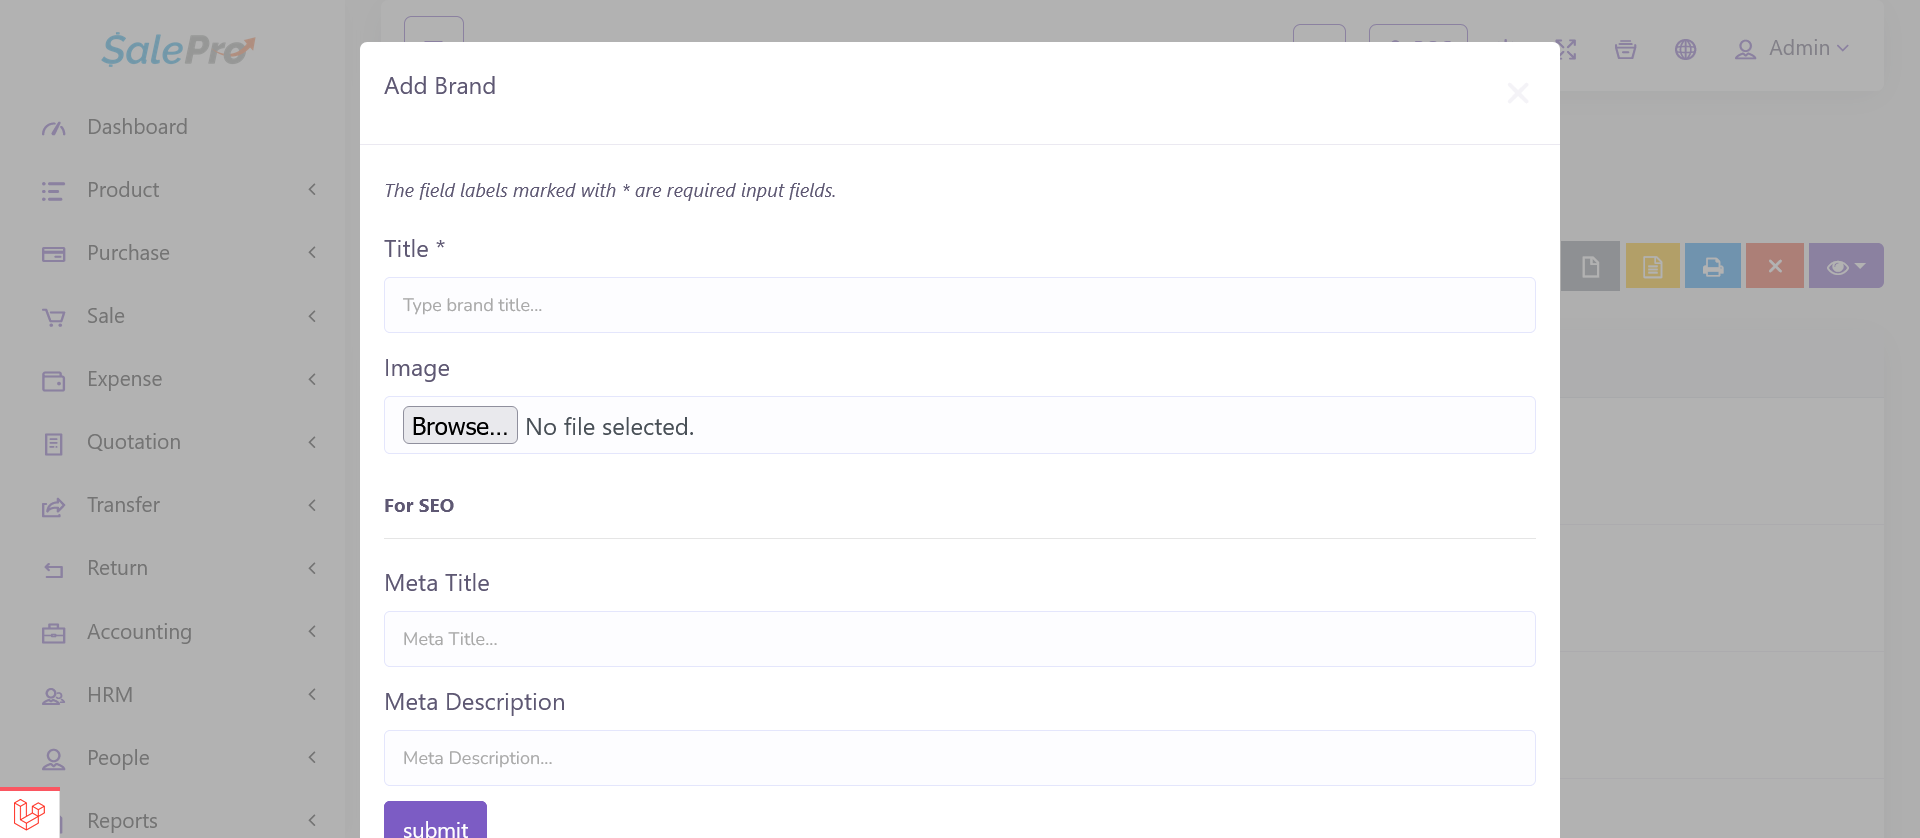 SalePro
Admin
Dashboard
Product
Purchase
Sale
Expense
Quotation
Transfer
Return
Accounting
HRM
People
Reports
Add Brand
The field labels marked with * are required input fields.
Title *
Type brand title...
Image
Browse... No file selected.
For SEO
Meta Title
Meta Title...
Meta Description
Meta Description...
submit